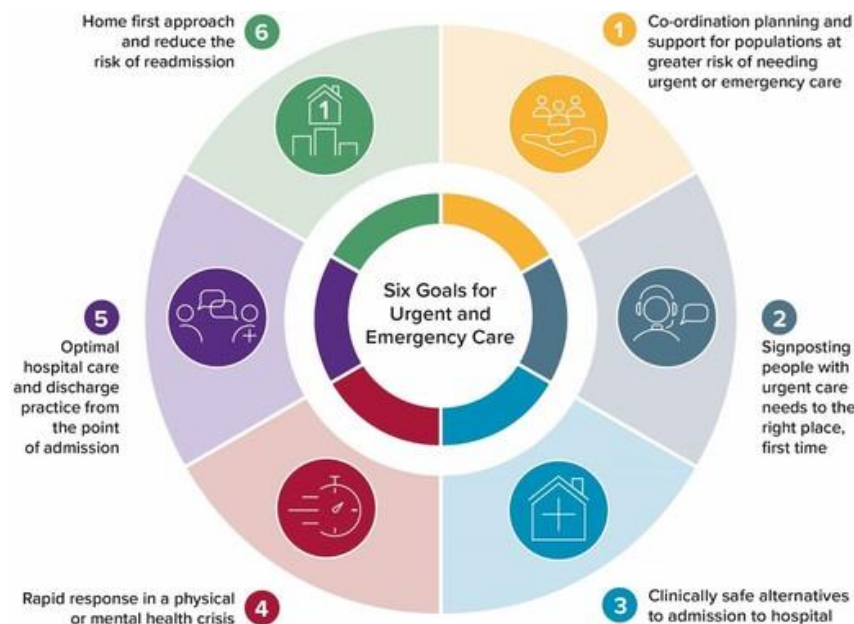 Six Goals for
Urgent and
Emergency Care
1
Co-ordination planning and
support for populations at
greater risk of needing
urgent or emergency care
2
Signposting
people with
urgent care
needs to the
right place,
first time
3
Clinically safe alternatives
to admission to hospital
4
Rapid response in a physical
or mental health crisis
5
Optimal
hospital care
and discharge
practice from
the point
of admission
6
Home first approach
and reduce the
risk of readmission
1